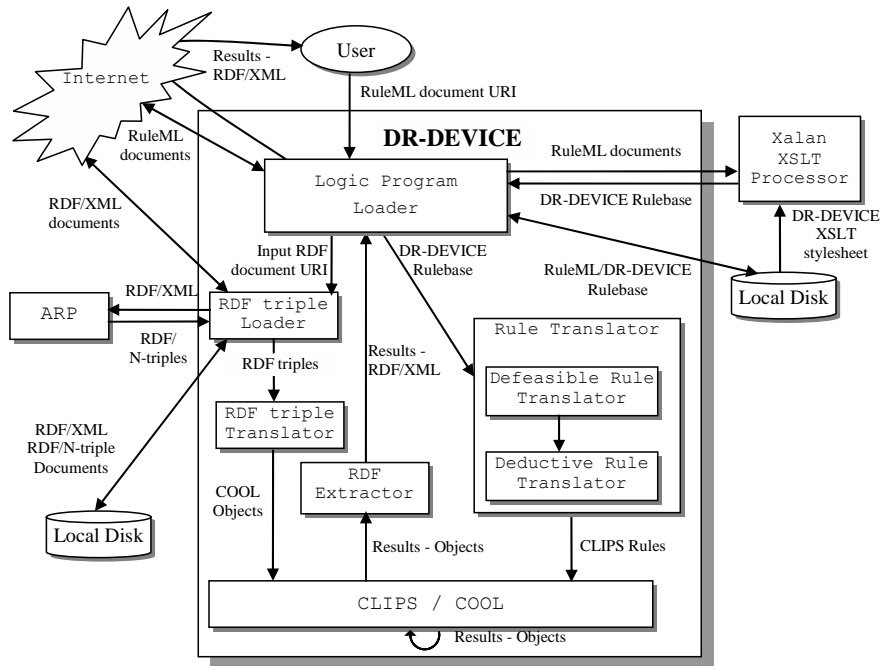 Results -
RDF/XML
User
Internet
RuleML document URI
RuleML
documents
DR-DEVICE
RuleML documents
Xalan
XSLT
Processor
Logic Program
Loader
DR-DEVICE Rulebase
RDF/XML
documents
DR-DEVICE
XSLT
stylesheet
Input RDF
document URI
DR-DEVICE
Rulebase
RuleML/DR-DEVICE
Rulebase
Local Disk
RDF/XML
ARP
RDF triple
Loader
RDF/
N-triples
Rule Translator
RDF triples
Results -
RDF/XML
Defeasible Rule
Translator
RDF triple
Translator
RDF/XML
RDF/N-triple
Documents
Deductive Rule
Translator
RDF
Extractor
COOL
Objects
Local Disk
Results - Objects
CLIPS Rules
CLIPS / COOL
Results - Objects